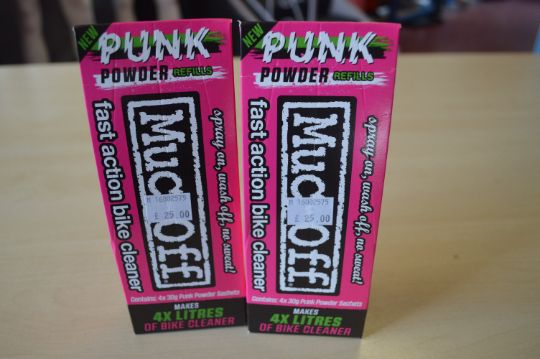 NEW
PUNK
POWDER REFILLS
fast action bike cleaner
Muc Off
spray on, wash off, no sweat!
M 16002575
£ 25.00
Contains: 4x 30g Punk Powder Sachets
MAKES
4X LITRES
OF BIKE CLEANER
NEW
PUNK
POWDER REFILLS
fast action bike cleaner
Muc Off
spray on, wash off, no sweat!
M 16002575
£ 25.00
Contains: 4x 30g Punk Powder Sachets
MAKES
4X LITRES
OF BIKE CLEANER